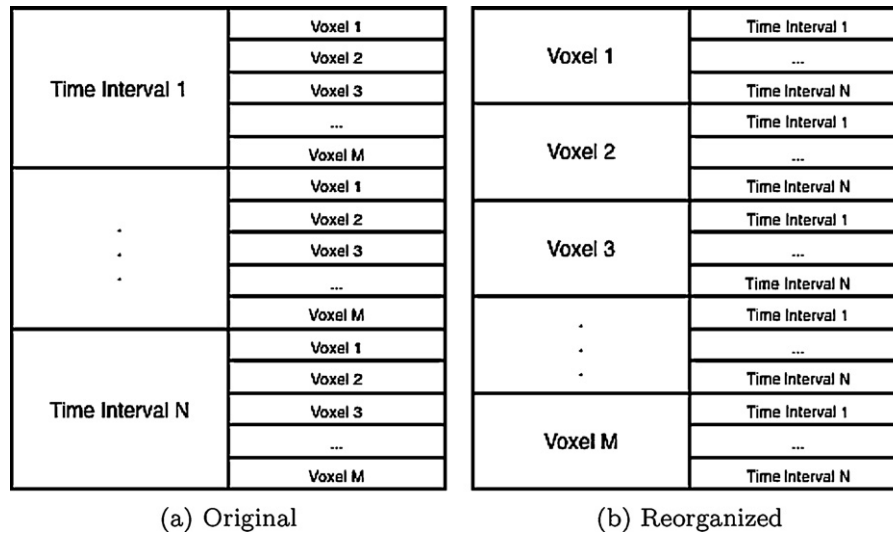 Time Interval 1
Voxel 1
Voxel 2
Voxel 3
...
Voxel M
.
.
.
Voxel 1
Voxel 2
Voxel 3
...
Voxel M
Time Interval N
Voxel 1
Voxel 2
Voxel 3
...
Voxel M
(a) Original
Voxel 1
Time Interval 1
...
Time Interval N
Voxel 2
Time Interval 1
...
Time Interval N
Voxel 3
Time Interval 1
...
Time Interval N
.
.
.
Time Interval 1
...
Time Interval N
Voxel M
Time Interval 1
...
Time Interval N
(b) Reorganized